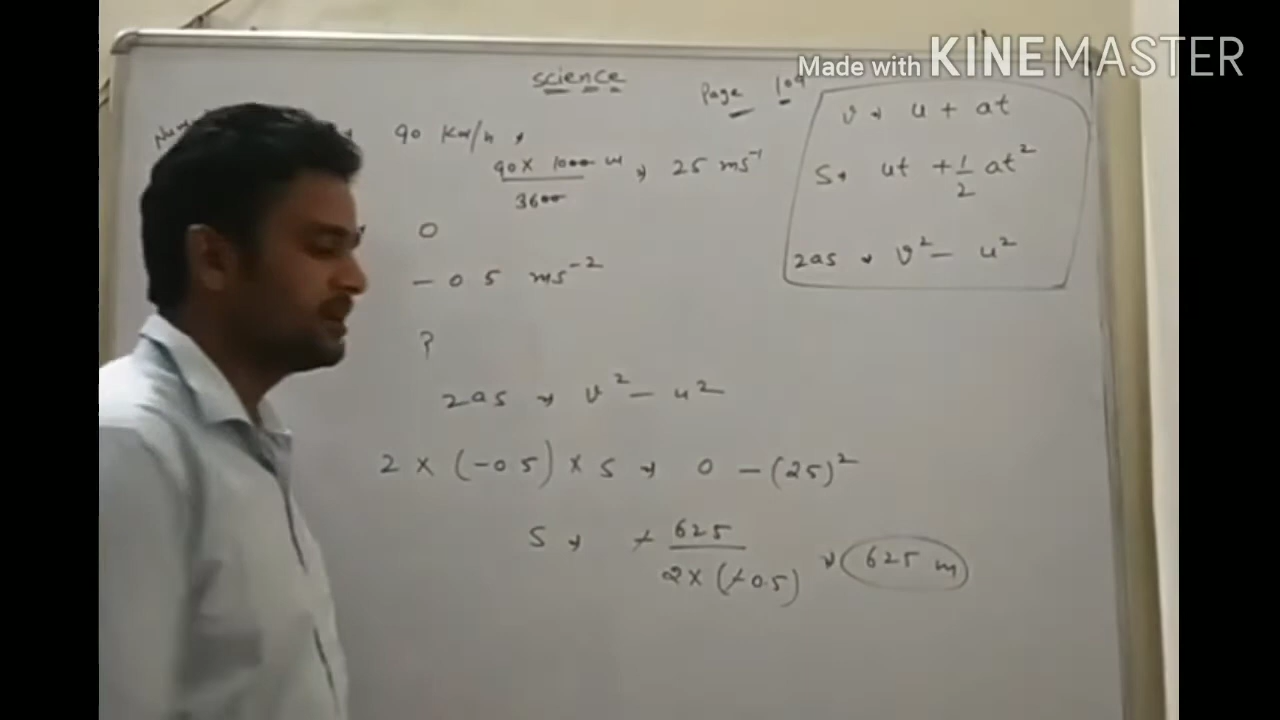 Made with KINEMASTER
science
Page 109
90 Km/h,
90 × 1000 m
3600
= 25 ms⁻¹
0
- 0 5 ms⁻²
?
2as = v² - u²
2 × (-0 5) × s = 0 - (25)²
S = - 625
2 × (-0.5)
= 625 m
v = u + at
S = ut + 1/2 at²
2as = v² - u²